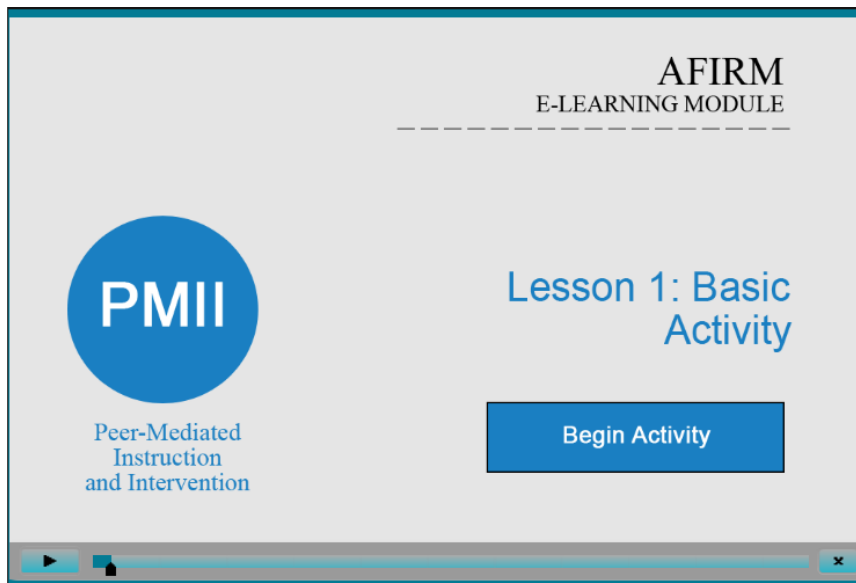 AFIRM
E-LEARNING MODULE
PMII
Peer-Mediated
Instruction
and Intervention
Lesson 1: Basic
Activity
Begin Activity